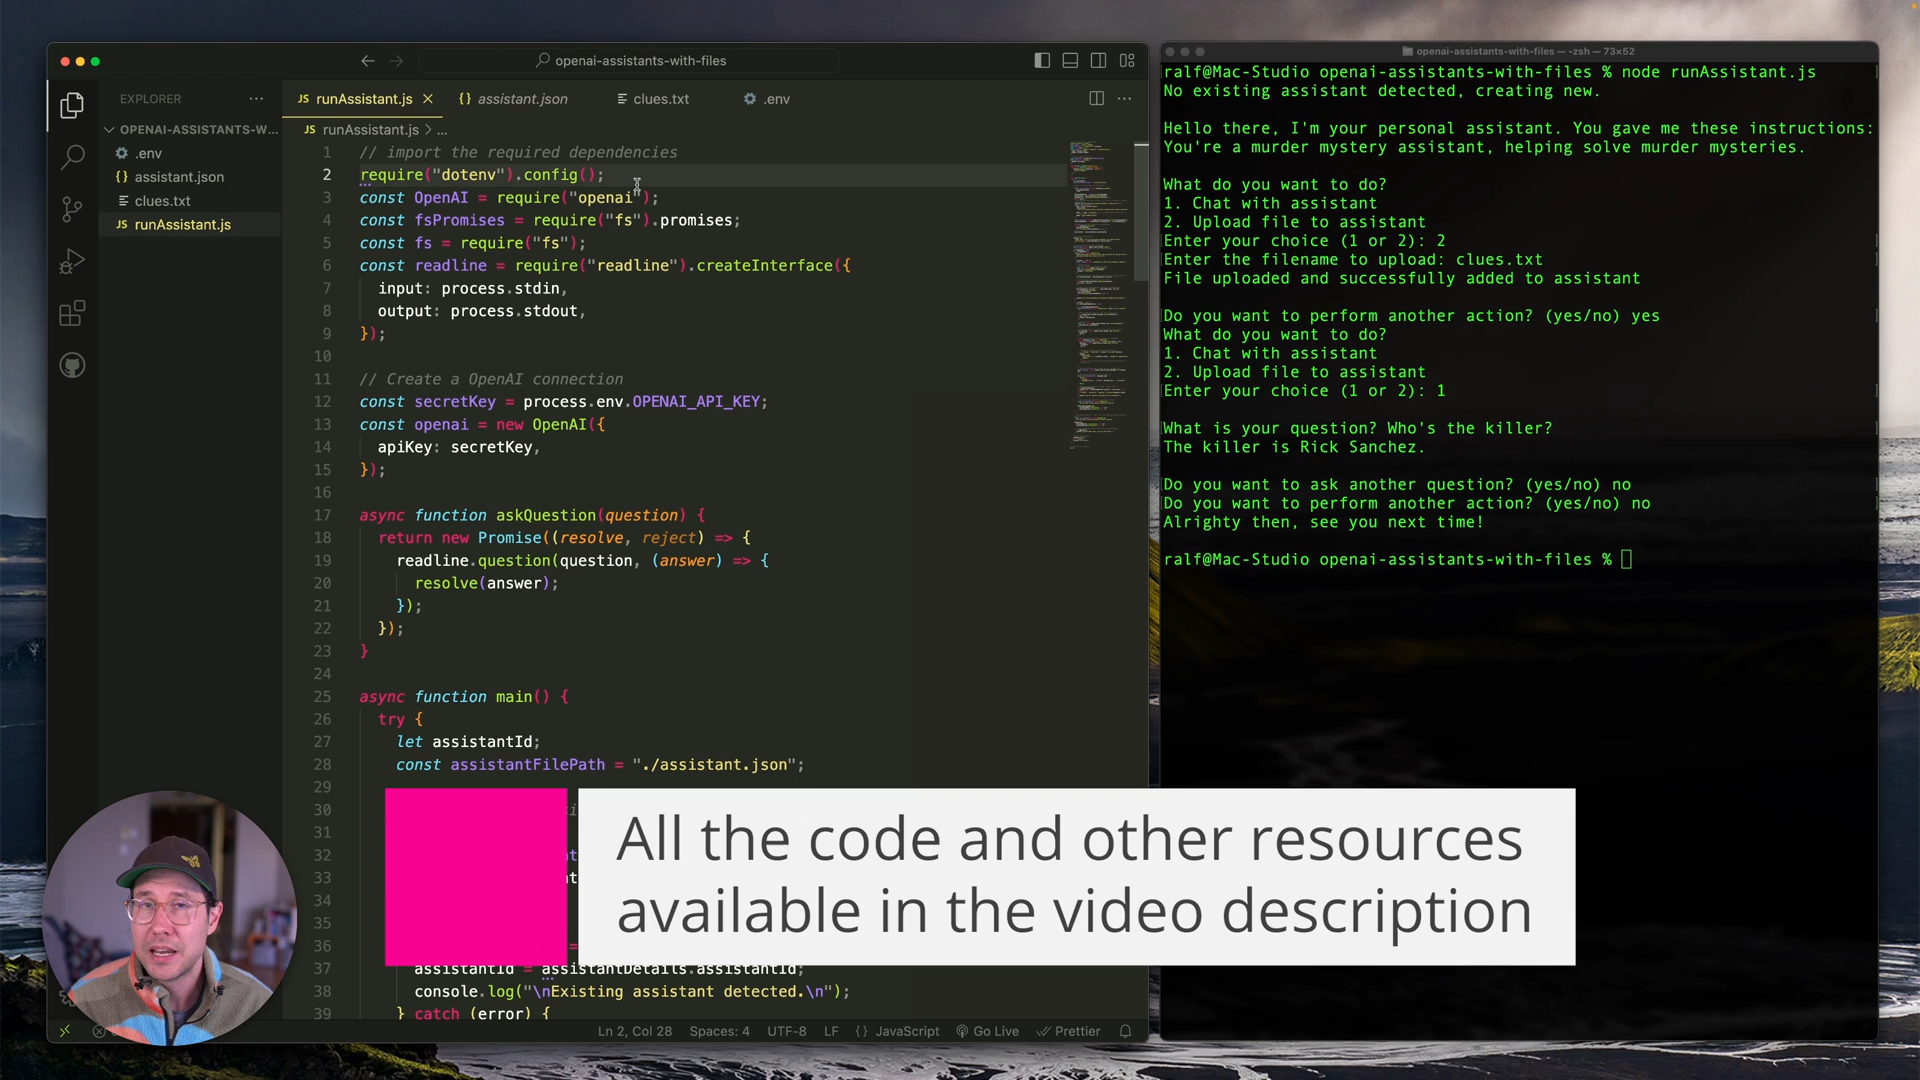 openai-assistants-with-files
EXPLORER
OPENAI-ASSISTANTS-W...
.env
{} assistant.json
clues.txt
JS runAssistant.js
JS runAssistant.js
{} assistant.json
clues.txt
.env
JS runAssistant.js > ...
1 // import the required dependencies
2 require("dotenv").config();
3 const OpenAI = require("openai");
4 const fsPromises = require("fs").promises;
5 const fs = require("fs");
6 const readline = require("readline").createInterface({
7 input: process.stdin,
8 output: process.stdout,
9 });
10
11 // Create a OpenAI connection
12 const secretKey = process.env.OPENAI_API_KEY;
13 const openai = new OpenAI({
14 apiKey: secretKey,
15 });
16
17 async function askQuestion(question) {
18 return new Promise((resolve, reject) => {
19 readline.question(question, (answer) => {
20 resolve(answer);
21 });
22 });
23 }
24
25 async function main() {
26 try {
27 let assistantId;
28 const assistantFilePath = "./assistant.json";
29
30
31
32
33
34
35
36
37 assistantId = assistantDetails.assistantId;
38 console.log("\nExisting assistant detected.\n");
39 } catch (error) {
Ln 2, Col 28
Spaces: 4
UTF-8
LF
{} JavaScript
Go Live
Prettier
openai-assistants-with-files — -zsh — 73×52
ralf@Mac-Studio openai-assistants-with-files % node runAssistant.js
No existing assistant detected, creating new.
Hello there, I'm your personal assistant. You gave me these instructions:
You're a murder mystery assistant, helping solve murder mysteries.
What do you want to do?
1. Chat with assistant
2. Upload file to assistant
Enter your choice (1 or 2): 2
Enter the filename to upload: clues.txt
File uploaded and successfully added to assistant
Do you want to perform another action? (yes/no) yes
What do you want to do?
1. Chat with assistant
2. Upload file to assistant
Enter your choice (1 or 2): 1
What is your question? Who's the killer?
The killer is Rick Sanchez.
Do you want to ask another question? (yes/no) no
Do you want to perform another action? (yes/no) no
Alrighty then, see you next time!
ralf@Mac-Studio openai-assistants-with-files %
All the code and other resources
available in the video description